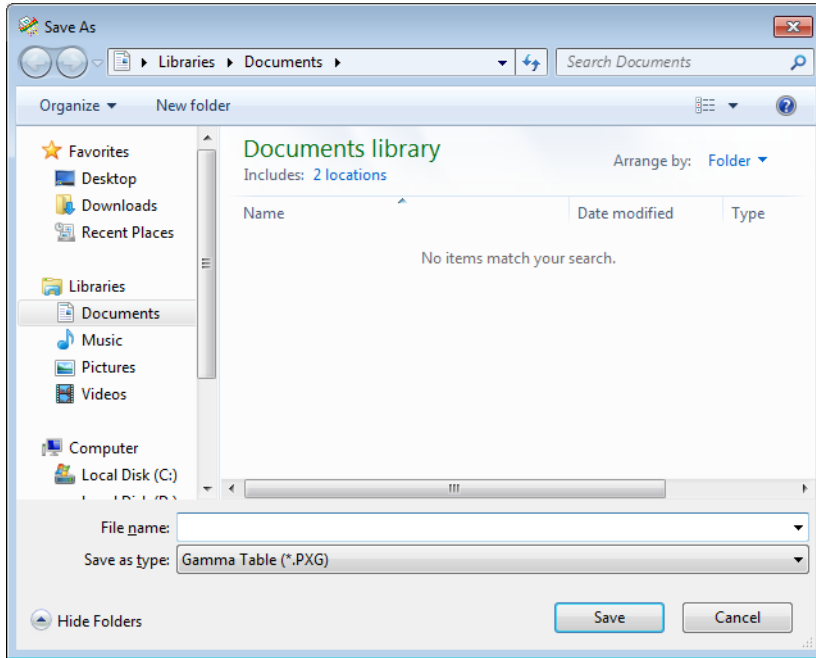 Save As
Libraries Documents
Search Documents
Organize
New folder
Favorites
Desktop
Downloads
Recent Places
Libraries
Documents
Music
Pictures
Videos
Computer
Local Disk (C:)
Documents library
Includes: 2 locations
Arrange by: Folder
Name Date modified Type
No items match your search.
File name:
Save as type: Gamma Table (*.PXG)
Hide Folders
Save
Cancel